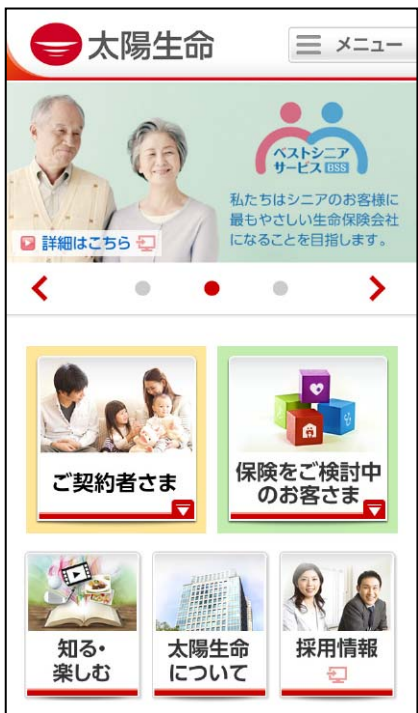 太陽生命
メニュー
ベストシニア
サービス BSS
私たちはシニアのお客様に
最もやさしい生命保険会社
になることを目指します。
詳細はこちら
ご契約者さま
保険をご検討中
のお客さま
知る・
楽しむ
太陽生命
について
採用情報